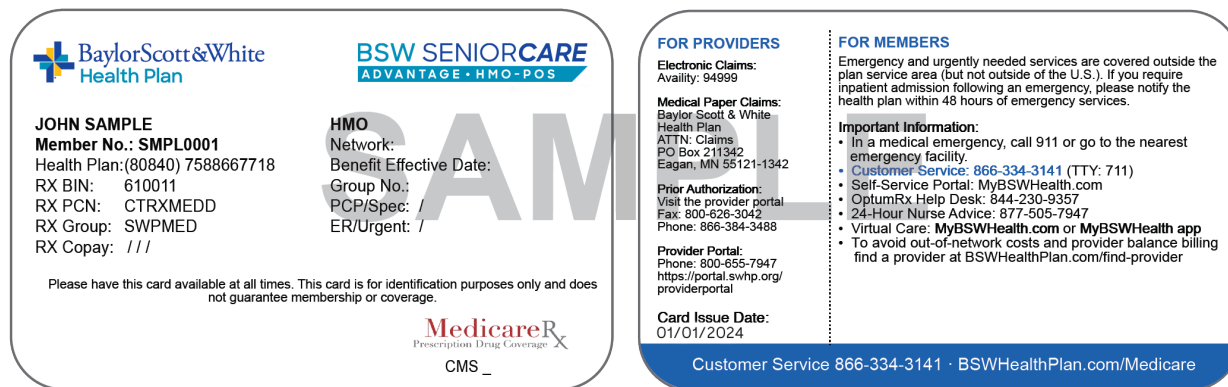 BaylorScott&White
Health Plan
BSW SENIORCARE
ADVANTAGE • HMO-POS
JOHN SAMPLE
Member No.: SMPL0001
Health Plan:(80840) 7588667718
RX BIN: 610011
RX PCN: CTRXMEDD
RX Group: SWPMED
RX Copay: / / /
HMO
Network:
Benefit Effective Date:
Group No.:
PCP/Spec: /
ER/Urgent: /
Please have this card available at all times. This card is for identification purposes only and does
not guarantee membership or coverage.
MedicareRx
Prescription Drug Coverage
CMS _
SAMPLE
FOR PROVIDERS
Electronic Claims:
Availity: 94999
Medical Paper Claims:
Baylor Scott & White
Health Plan
ATTN: Claims
PO Box 211342
Eagan, MN 55121-1342
Prior Authorization:
Visit the provider portal
Fax: 800-626-3042
Phone: 866-384-3488
Provider Portal:
Phone: 800-655-7947
https://portal.swhp.org/
providerportal
Card Issue Date:
01/01/2024
FOR MEMBERS
Emergency and urgently needed services are covered outside the
plan service area (but not outside of the U.S.). If you require
inpatient admission following an emergency, please notify the
health plan within 48 hours of emergency services.
Important Information:
• In a medical emergency, call 911 or go to the nearest
emergency facility.
• Customer Service: 866-334-3141 (TTY: 711)
• Self-Service Portal: MyBSWHealth.com
• OptumRx Help Desk: 844-230-9357
• 24-Hour Nurse Advice: 877-505-7947
• Virtual Care: MyBSWHealth.com or MyBSWHealth app
• To avoid out-of-network costs and provider balance billing
find a provider at BSWHealthPlan.com/find-provider
Customer Service 866-334-3141 · BSWHealthPlan.com/Medicare